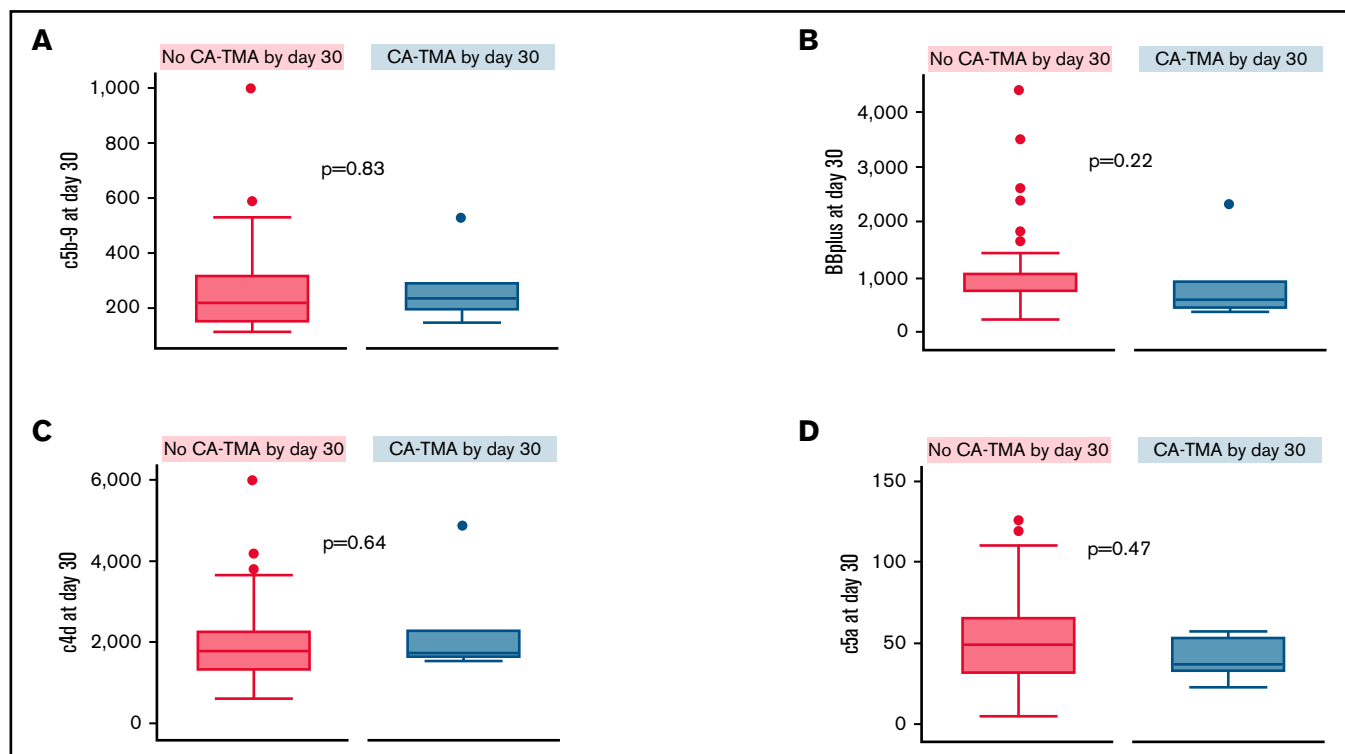 A
No CA-TMA by day 30
CA-TMA by day 30
c5b-9 at day 30
1,000
800
600
400
200
p=0.83
B
No CA-TMA by day 30
CA-TMA by day 30
BBplus at day 30
4,000
3,000
2,000
1,000
0
p=0.22
C
No CA-TMA by day 30
CA-TMA by day 30
c4d at day 30
6,000
4,000
2,000
0
p=0.64
D
No CA-TMA by day 30
CA-TMA by day 30
c5a at day 30
150
100
50
0
p=0.47